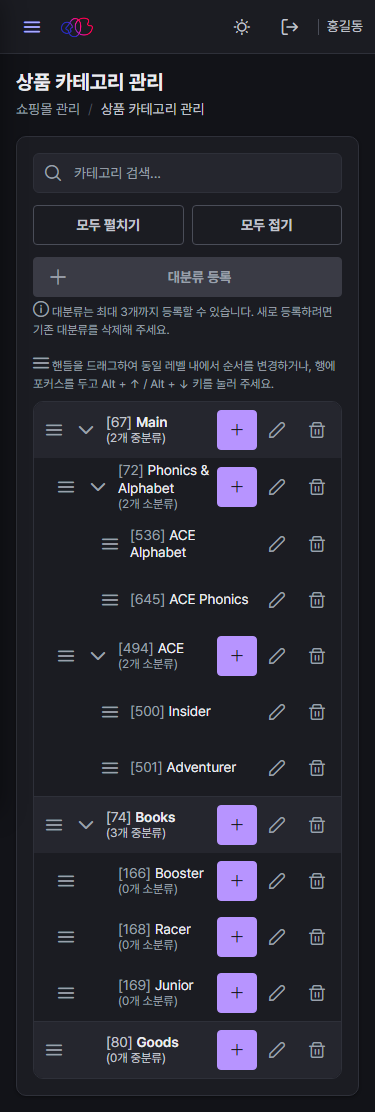 홍길동
상품 카테고리 관리
쇼핑몰 관리 / 상품 카테고리 관리
카테고리 검색...
모두 펼치기
모두 접기
대분류 등록
대분류는 최대 3개까지 등록할 수 있습니다. 새로 등록하려면
기존 대분류를 삭제해 주세요.
핸들을 드래그하여 동일 레벨 내에서 순서를 변경하거나, 행에
포커스를 두고 Alt + ↑ / Alt + ↓ 키를 눌러 주세요.
[67] Main
(2개 중분류)
[72] Phonics &
Alphabet
(2개 소분류)
[536] ACE
Alphabet
[645] ACE Phonics
[494] ACE
(2개 소분류)
[500] Insider
[501] Adventurer
[74] Books
(3개 중분류)
[166] Booster
(0개 소분류)
[168] Racer
(0개 소분류)
[169] Junior
(0개 소분류)
[80] Goods
(0개 중분류)